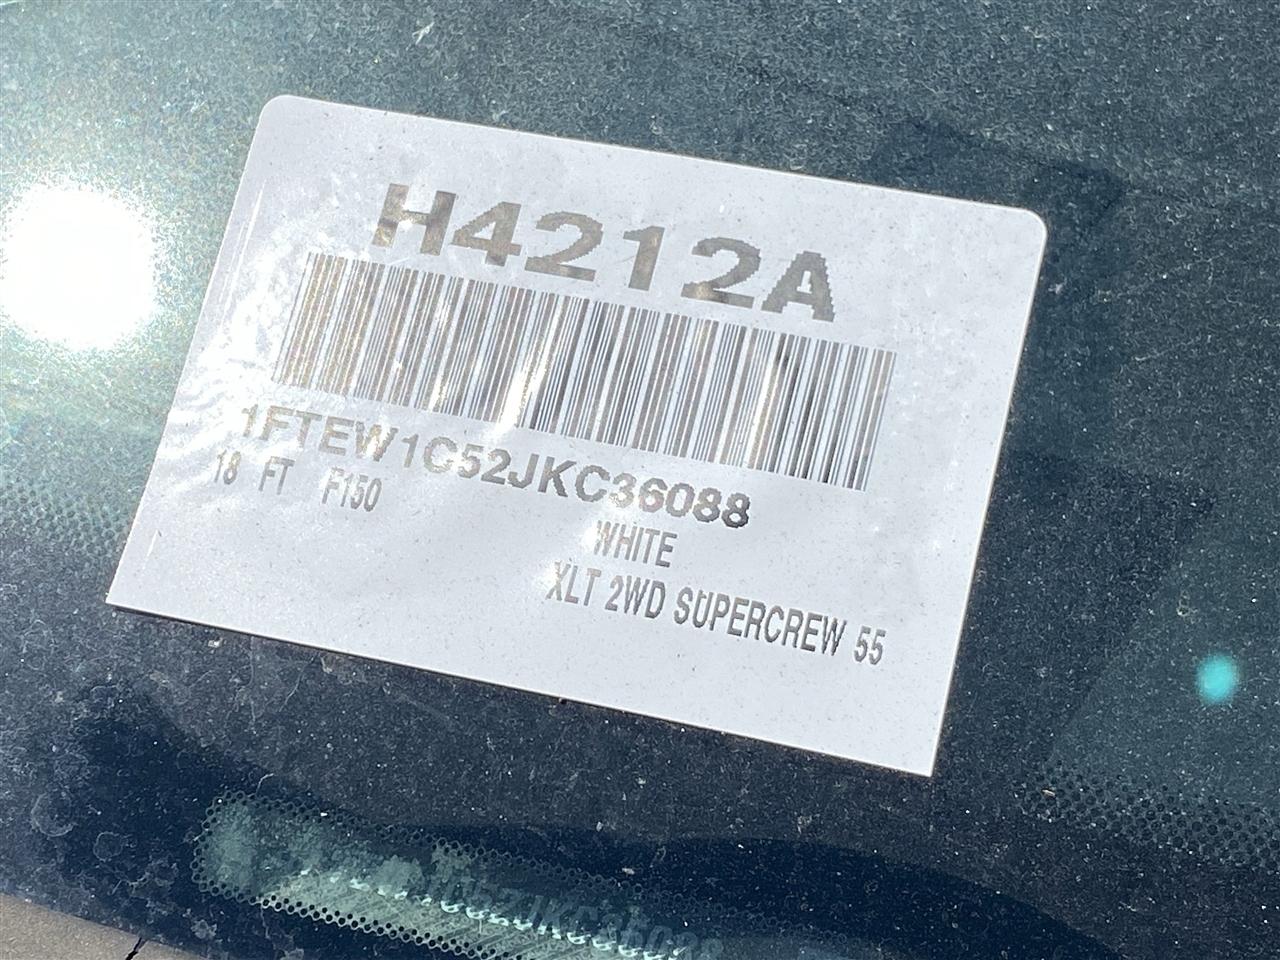 H4212A
1FTEW1C52JKC36088
18 FT F150
WHITE
XLT 2WD SUPERCREW 55